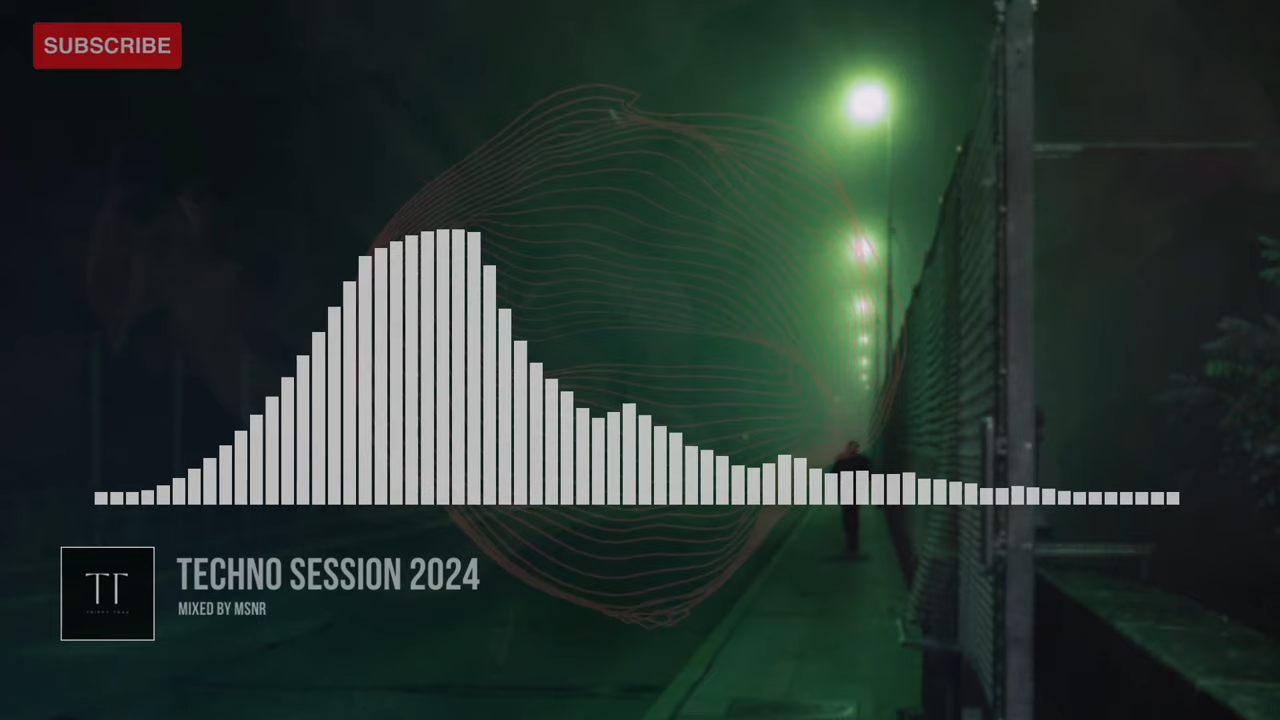 SUBSCRIBE
TECHNO SESSION 2024
MIXED BY MSNR
TT